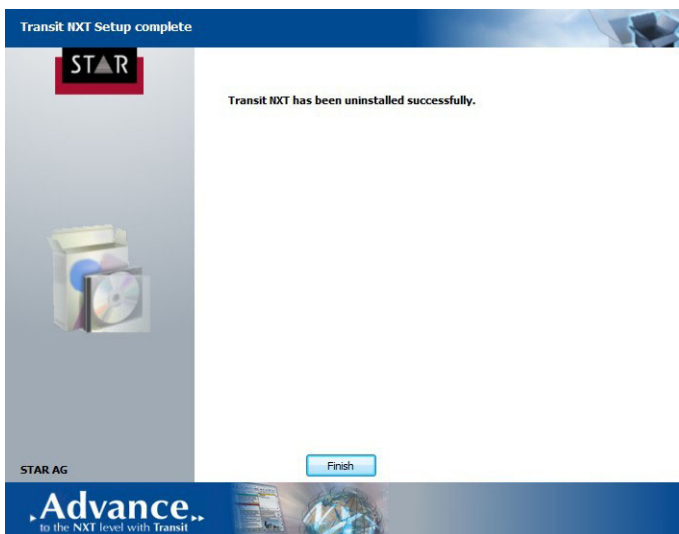 Transit NXT Setup complete
STAR
Transit NXT has been uninstalled successfully.
STAR AG
Finish
Advance
to the NXT level with Transit